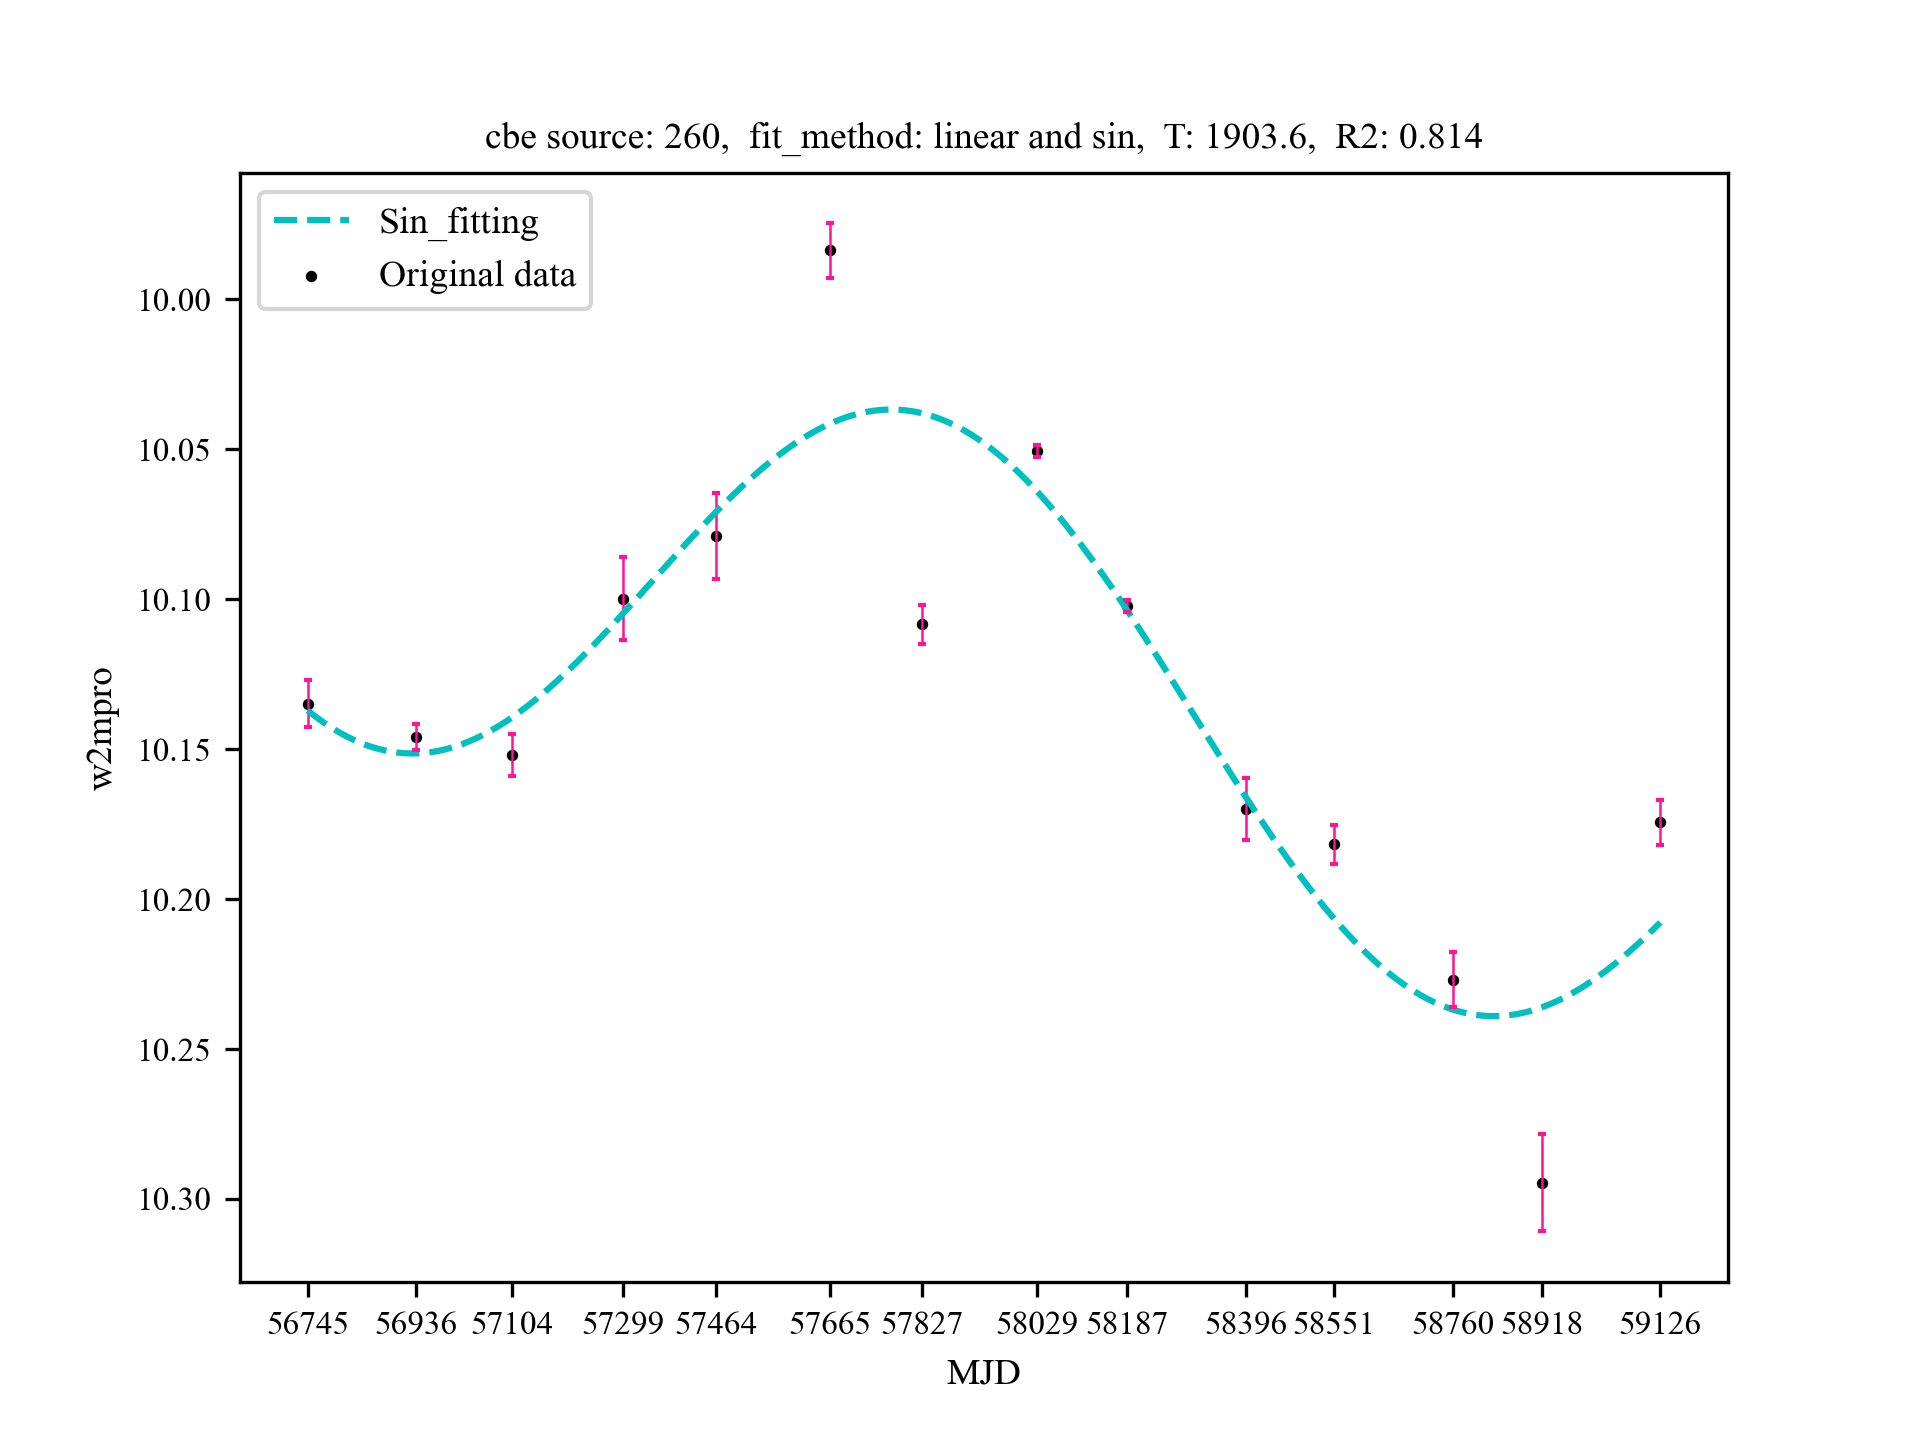 cbe source: 260,  fit_method: linear and sin,  T: 1903.6,  R2: 0.814
Sin_fitting
Original data
10.00
10.05
10.10
10.15
10.20
10.25
10.30
w2mpro
56745 56936 57104 57299 57464 57665 57827 58029 58187 58396 58551 58760 58918 59126
MJD